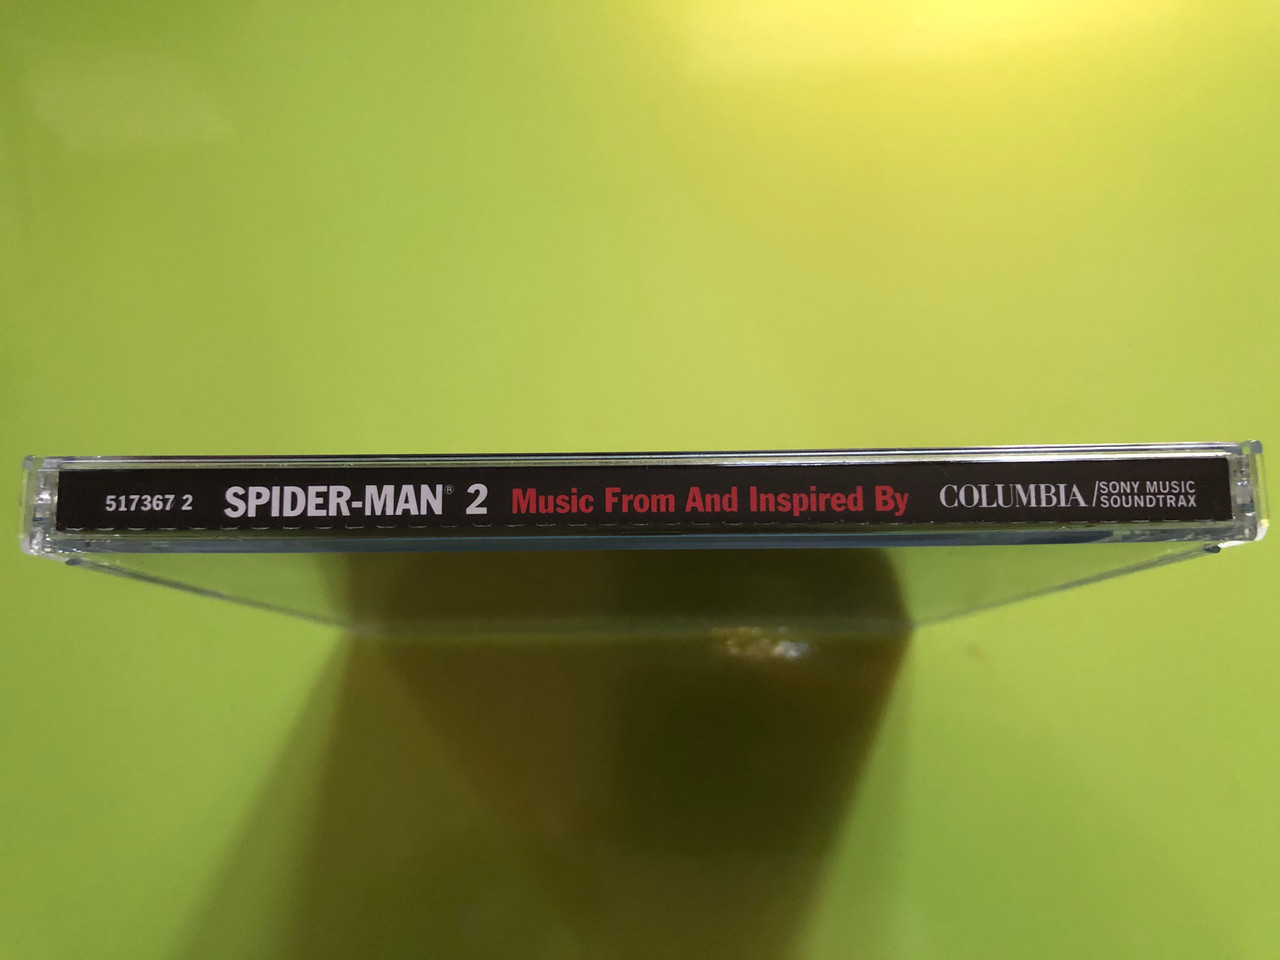 517367 2 SPIDER-MAN® 2 Music From And Inspired By COLUMBIA / SONY MUSIC
SOUNDTRAX